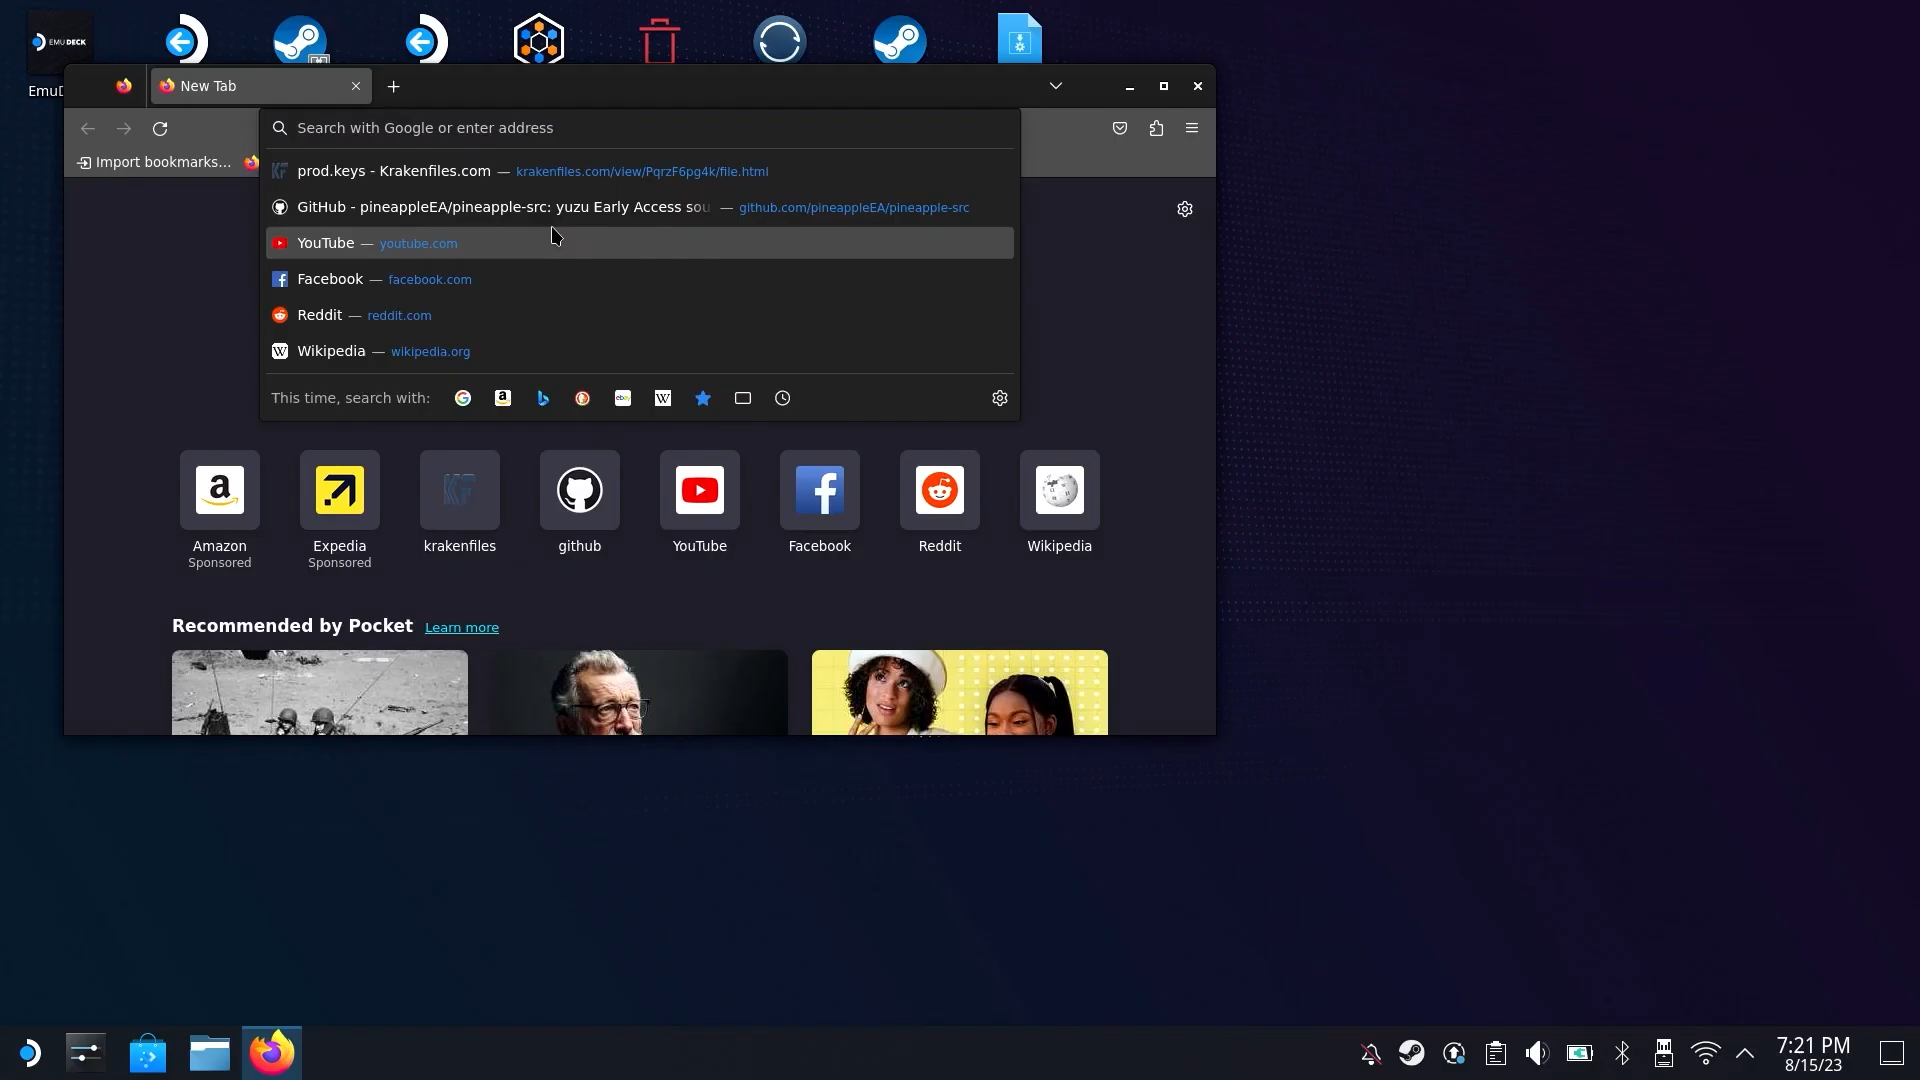 EMUDECK
EmuD
New Tab
Search with Google or enter address
Import bookmarks...
prod.keys - Krakenfiles.com — krakenfiles.com/view/PqrzF6pg4k/file.html
GitHub - pineappleEA/pineapple-src: yuzu Early Access sou — github.com/pineappleEA/pineapple-src
YouTube — youtube.com
Facebook — facebook.com
Reddit — reddit.com
Wikipedia — wikipedia.org
This time, search with:
Amazon
Sponsored
Expedia
Sponsored
krakenfiles
github
YouTube
Facebook
Reddit
Wikipedia
Recommended by Pocket Learn more
7:21 PM
8/15/23